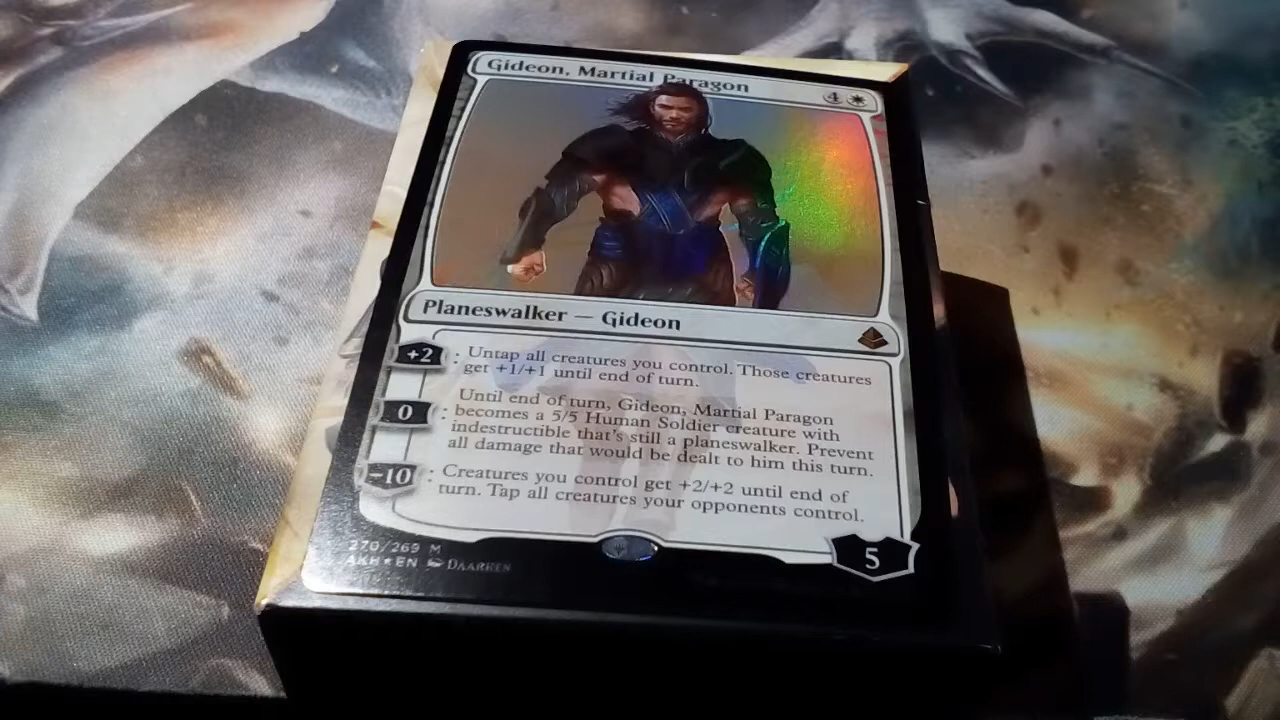 Gideon, Martial Paragon 4
Planeswalker — Gideon
+2 : Untap all creatures you control. Those creatures
get +1/+1 until end of turn.
Until end of turn, Gideon, Martial Paragon
0 : becomes a 5/5 Human Soldier creature with
indestructible that's still a planeswalker. Prevent
all damage that would be dealt to him this turn.
−10 : Creatures you control get +2/+2 until end of
turn. Tap all creatures your opponents control.
270/269 M
AKH★EN DAARKEN
5